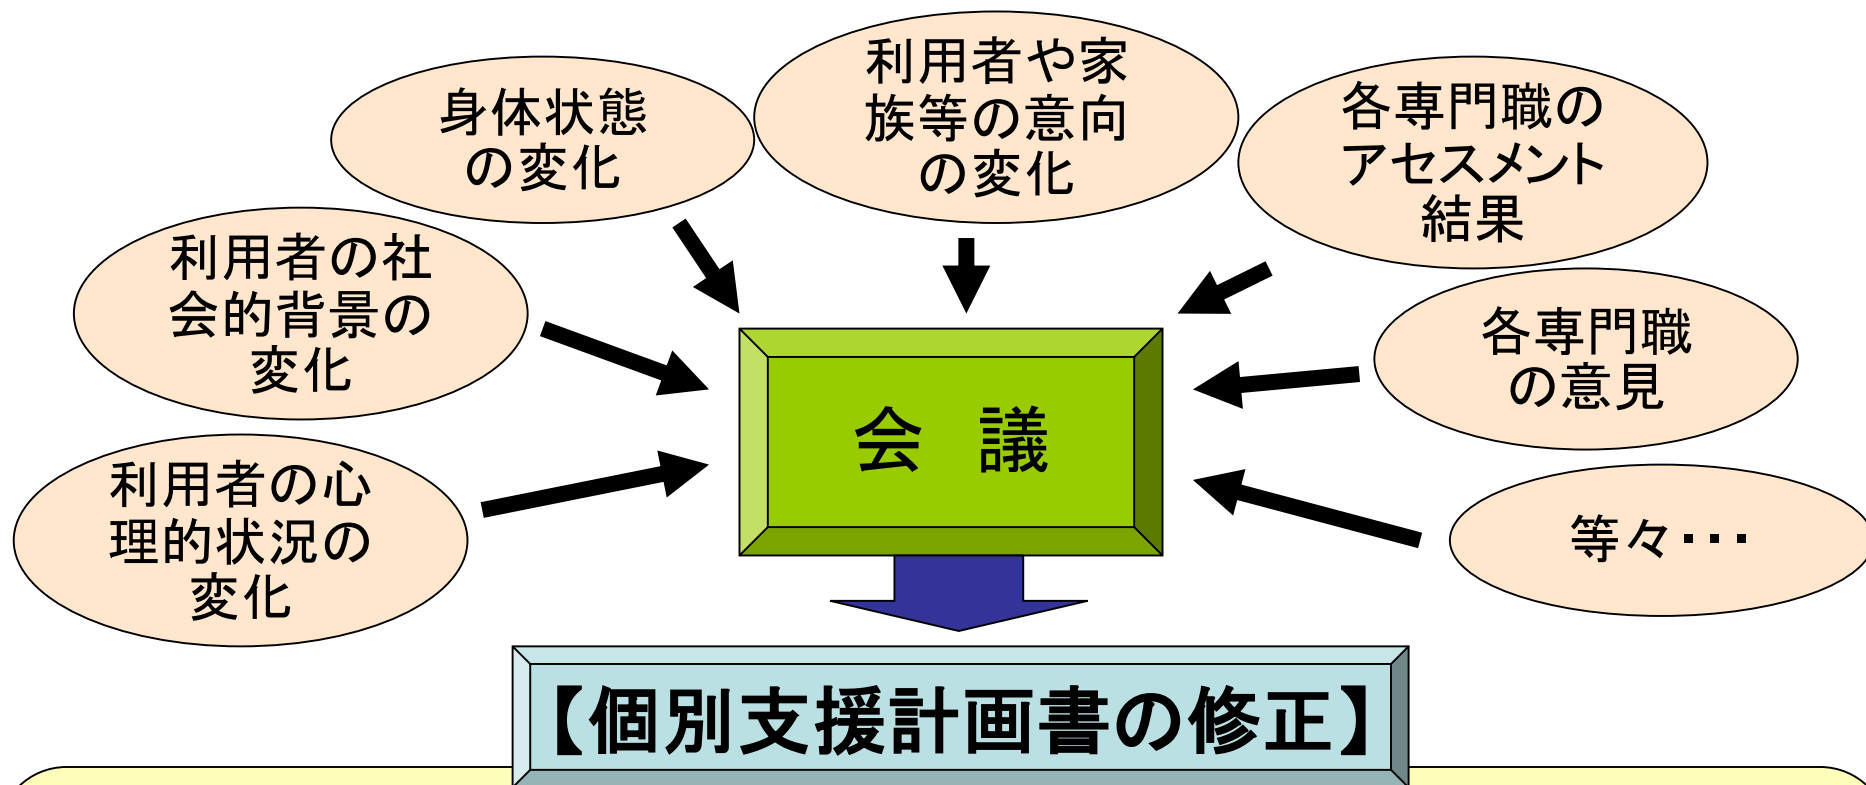 利用者や家
族等の意向
の変化
身体状態
の変化
各専門職の
アセスメント
結果
利用者の社
会的背景の
変化
各専門職
の意見
会　議
利用者の心
理的状況の
変化
等々・・・
【個別支援計画書の修正】